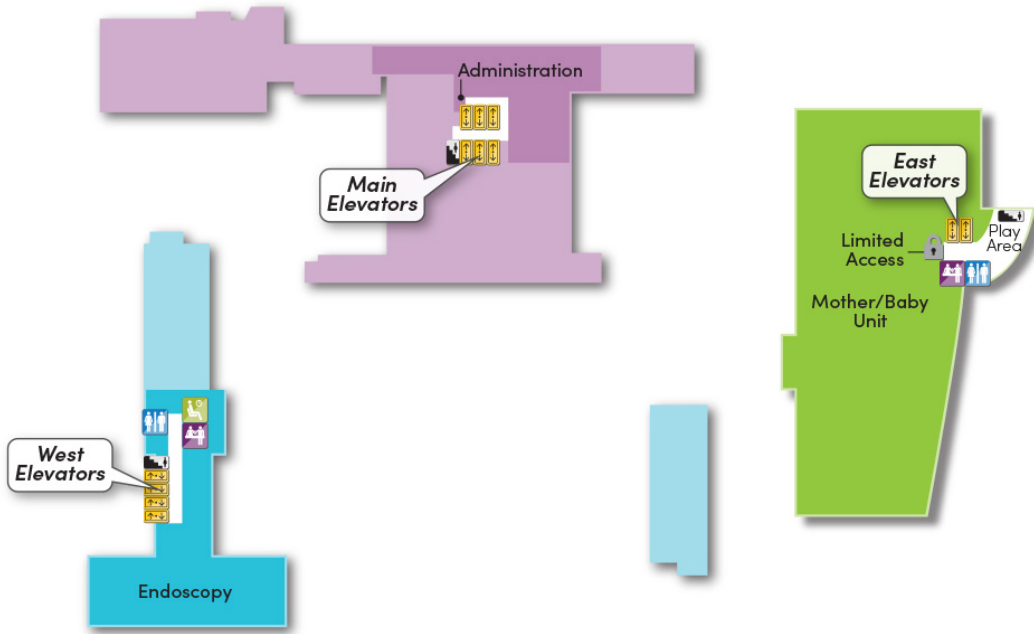 Administration
Main
Elevators
East
Elevators
Play
Area
Limited
Access
Mother/Baby
Unit
West
Elevators
Endoscopy